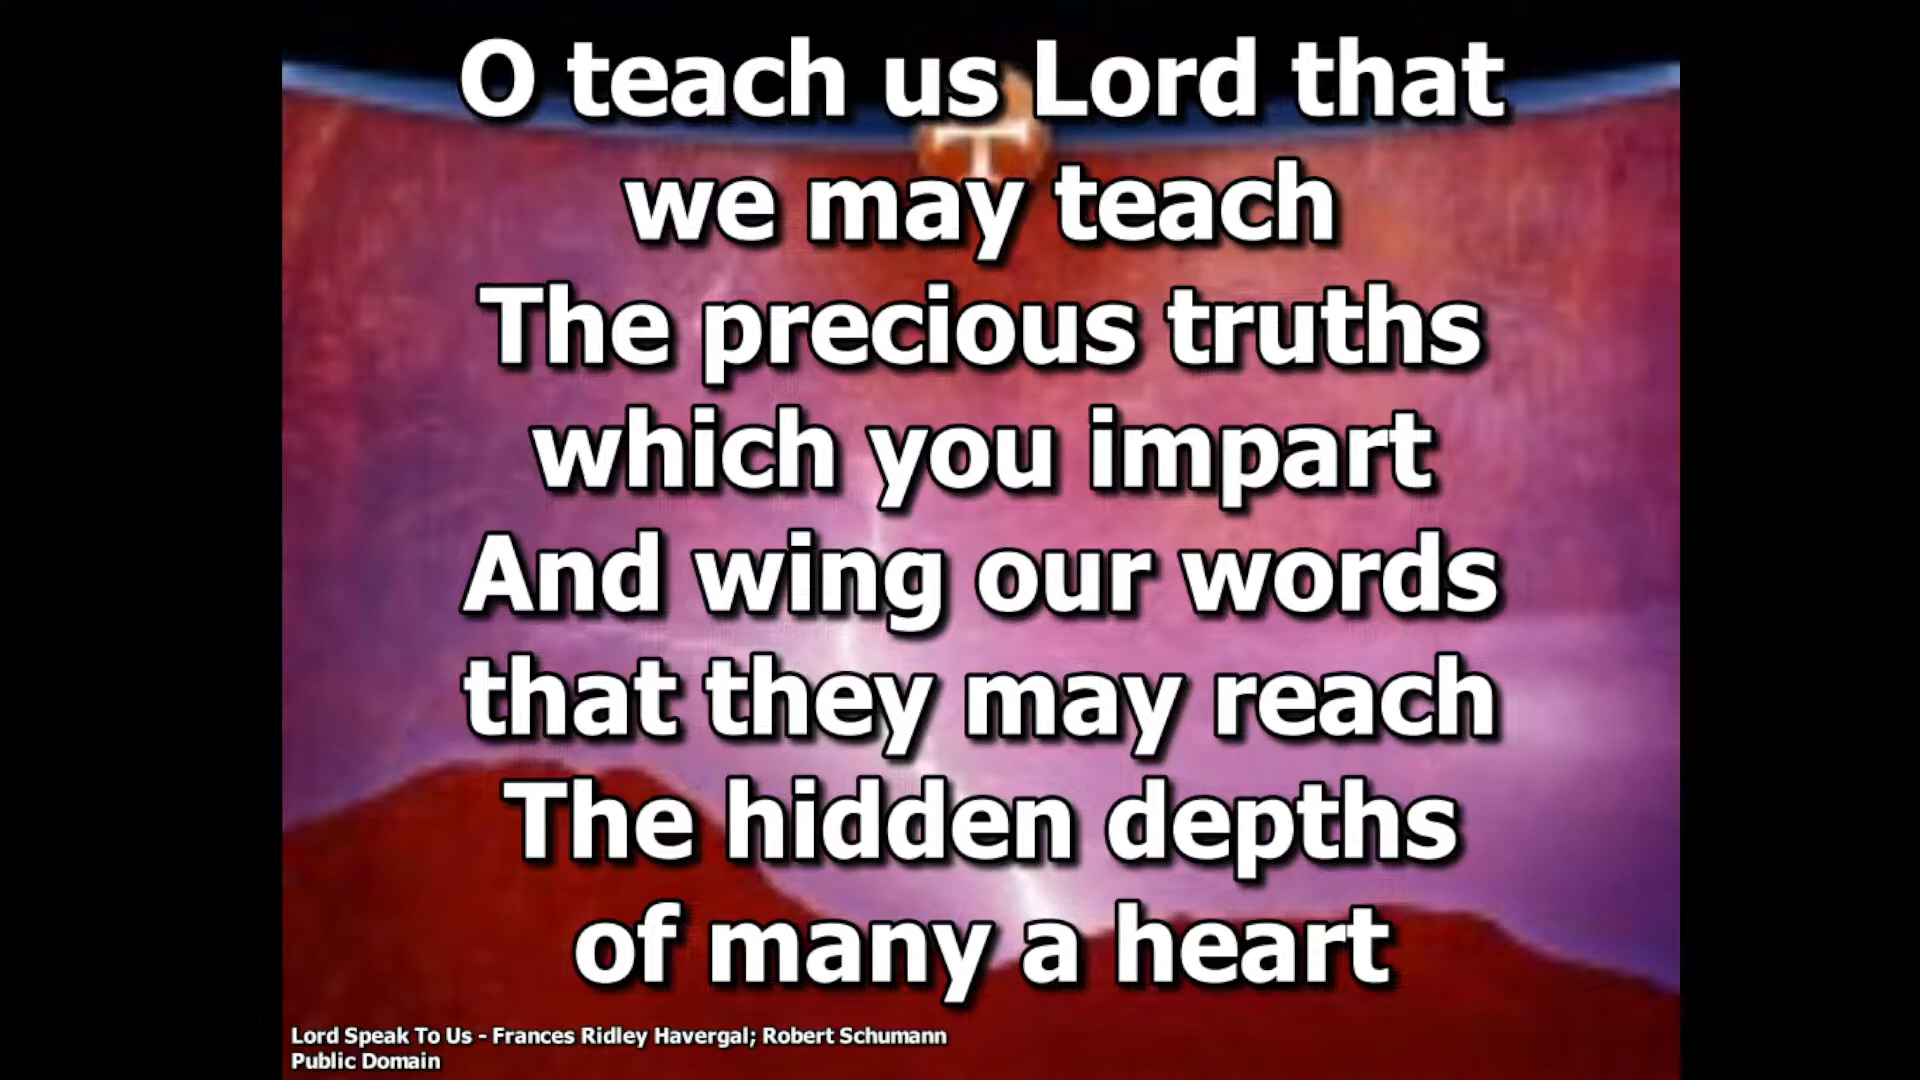 O teach us Lord that
we may teach
The precious truths
which you impart
And wing our words
that they may reach
The hidden depths
of many a heart
Lord Speak To Us - Frances Ridley Havergal; Robert Schumann
Public Domain